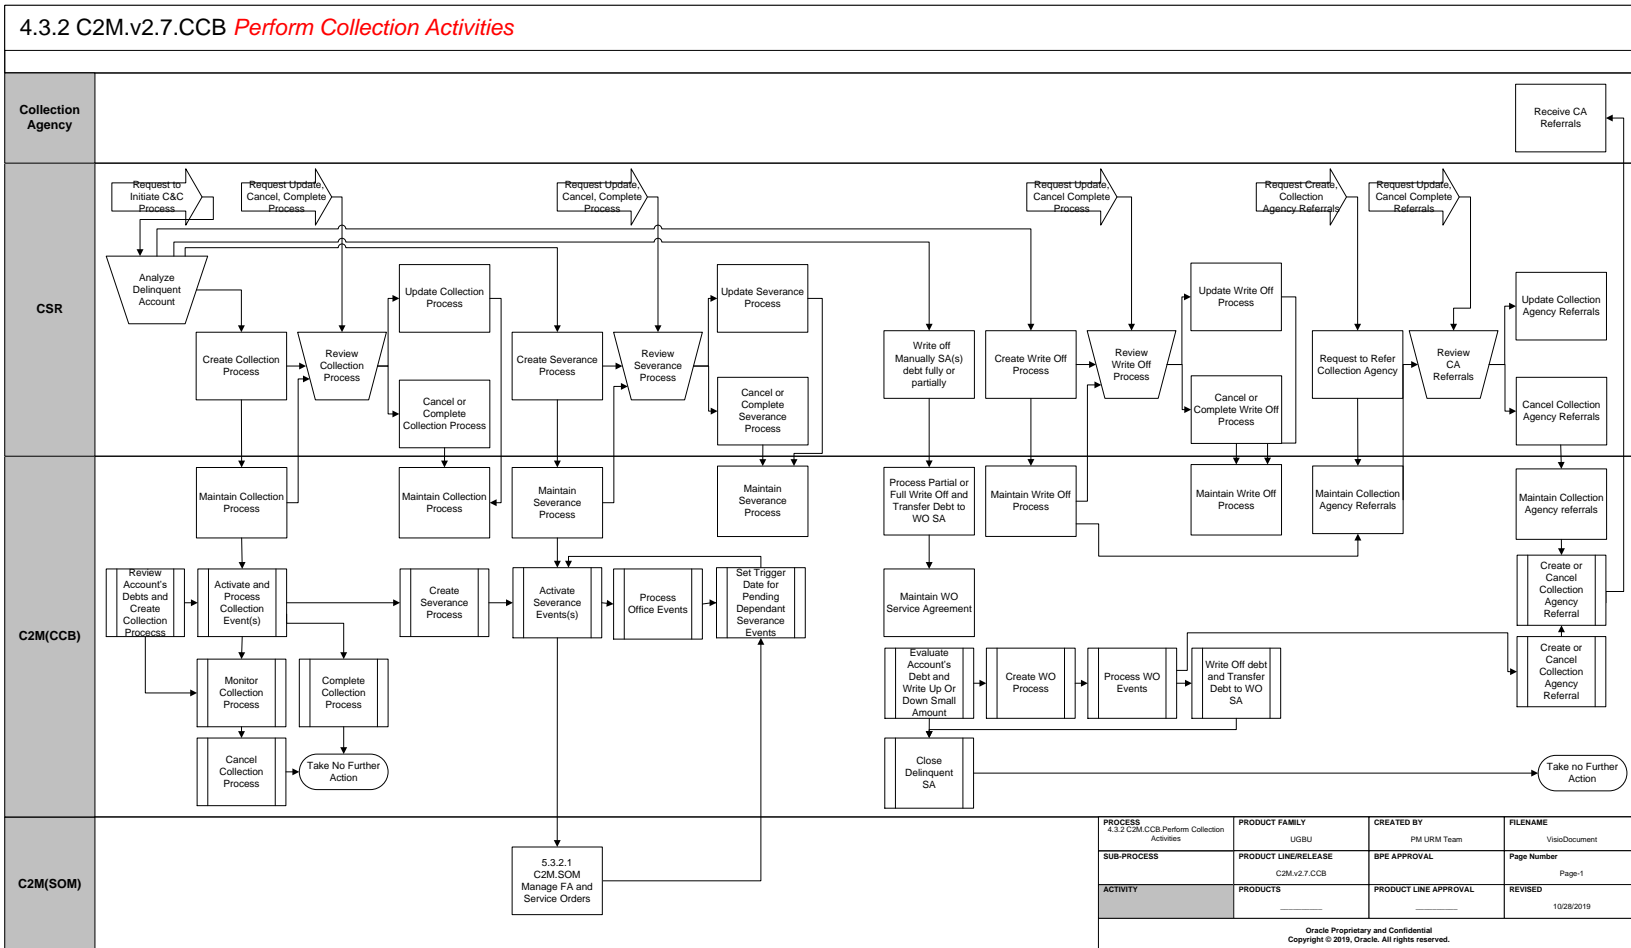 4.3.2 C2M.v2.7.CCB Perform Collection Activities
Collection
Agency
Receive CA
Referrals
CSR
Request to
Initiate C&C
Process
Request Update,
Cancel, Complete
Process
Request Update,
Cancel, Complete
Process
Request Update,
Cancel Complete
Process
Request Create,
Collection
Agency Referrals
Request Update,
Cancel Complete
Referrals
Analyze
Delinquent
Account
Create Collection
Process
Review
Collection
Process
Update Collection
Process
Cancel or
Complete
Collection Process
Create Severance
Process
Review
Severance
Process
Update Severance
Process
Cancel or
Complete
Severance
Process
Write off
Manually SA(s)
debt fully or
partially
Create Write Off
Process
Review
Write Off
Process
Update Write Off
Process
Cancel or
Complete Write Off
Process
Request to Refer
Collection Agency
Review
CA
Referrals
Update Collection
Agency Referrals
Cancel Collection
Agency Referrals
C2M(CCB)
Maintain Collection
Process
Maintain Collection
Process
Maintain
Severance
Process
Maintain
Severance
Process
Process Partial or
Full Write Off and
Transfer Debt to
WO SA
Maintain Write Off
Process
Maintain Write Off
Process
Maintain Collection
Agency Referrals
Maintain Collection
Agency referrals
Review
Account's
Debts and
Create
Collection
Procecss
Activate and
Process
Collection
Event(s)
Create
Severance
Process
Activate
Severance
Events(s)
Process
Office Events
Set Trigger
Date for
Pending
Dependant
Severance
Events
Maintain WO
Service Agreement
Create or
Cancel
Collection
Agency
Referral
Monitor
Collection
Process
Complete
Collection
Process
Evaluate
Account's
Debt and
Write Up Or
Down Small
Amount
Create WO
Process
Process WO
Events
Write Off debt
and Transfer
Debt to WO
SA
Create or
Cancel
Collection
Agency
Referral
Cancel
Collection
Process
Take No Further
Action
Close
Delinquent
SA
Take no Further
Action
C2M(SOM)
5.3.2.1
C2M.SOM
Manage FA and
Service Orders
PROCESS
4.3.2 C2M.CCB.Perform Collection
Activities
PRODUCT FAMILY
UGBU
CREATED BY
PM URM Team
FILENAME
VisioDocument
SUB-PROCESS
PRODUCT LINE/RELEASE
C2M.v2.7.CCB
BPE APPROVAL
Page Number
Page-1
ACTIVITY
PRODUCTS
PRODUCT LINE APPROVAL
REVISED
10/28/2019
Oracle Proprietary and Confidential
Copyright © 2019, Oracle. All rights reserved.